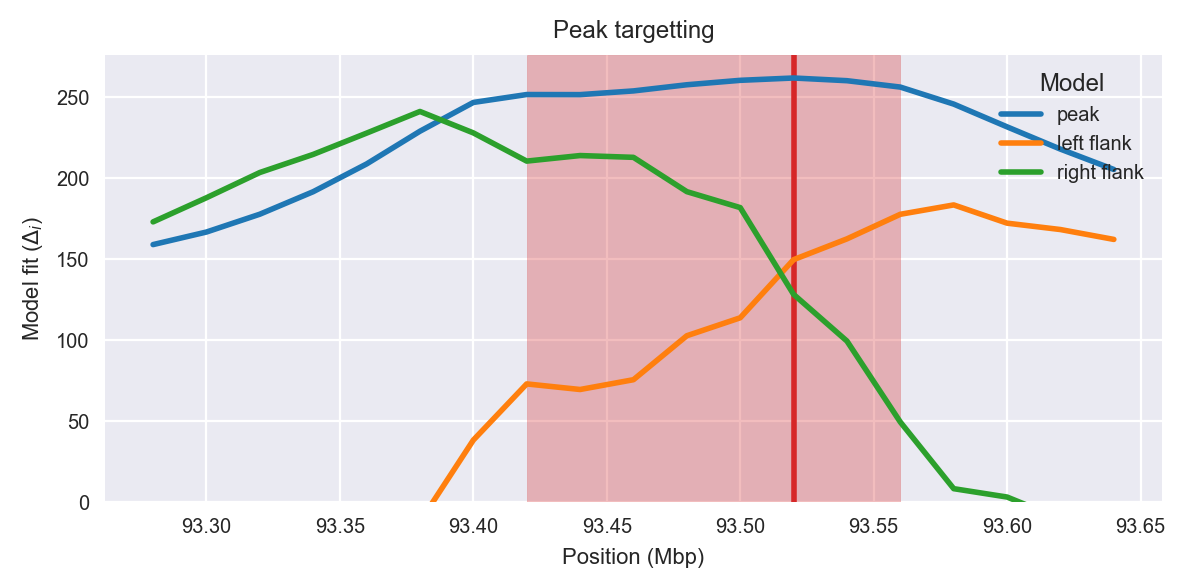 Peak targetting
Model
peak
left flank
right flank
Model fit (Δi)
250
200
150
100
50
0
93.30 93.35 93.40 93.45 93.50 93.55 93.60 93.65
Position (Mbp)